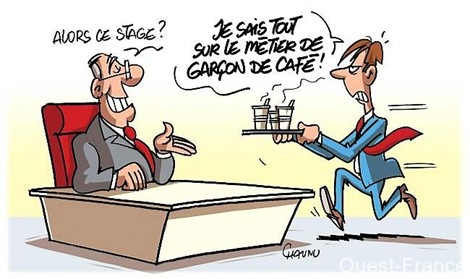 ALORS CE STAGE?
JE SAIS TOUT
SUR LE MÉTIER DE
GARÇON DE CAFÉ!
CHAUNU
Ouest-France